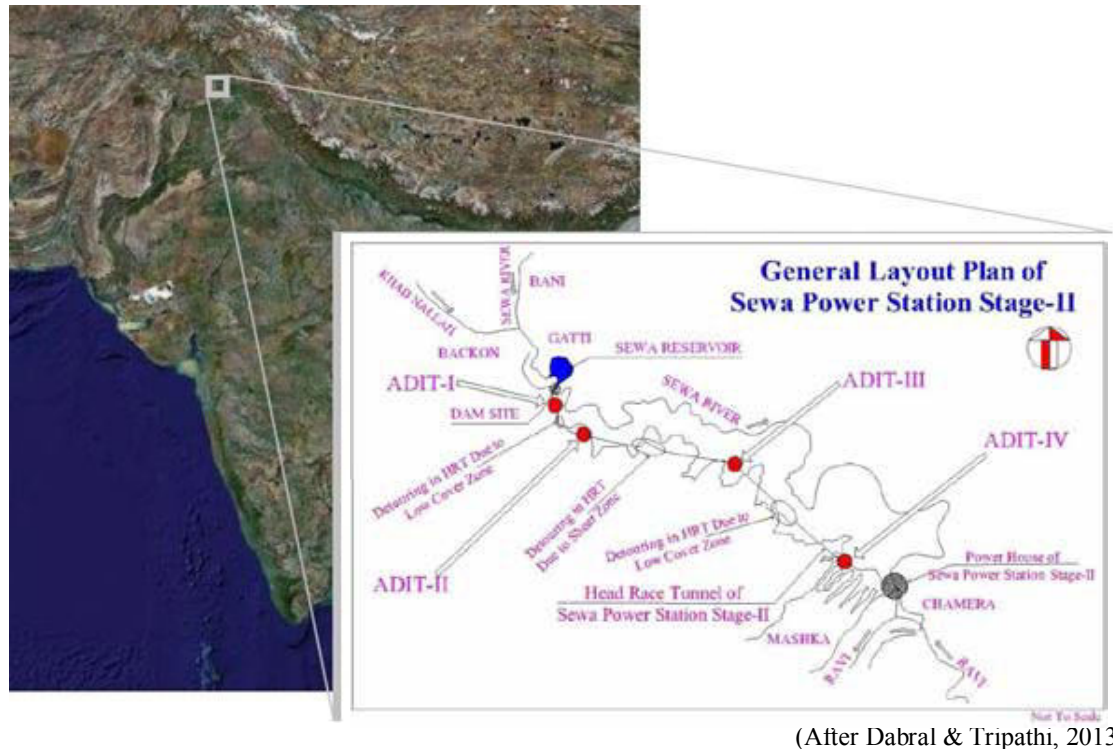 General Layout Plan of
Sewa Power Station Stage-II
KHAD NALLAH
SEWA RIVER
BANI
GATTI
BACKON
SEWA RESERVOIR
ADIT-I
DAM SITE
SEWA RIVER
ADIT-III
ADIT-IV
Detouring in HRT Due to
Low Cover Zone
Detouring in HRT
Due to Shear Zone
Detouring in HRT Due to
Low Cover Zone
ADIT-II
Head Race Tunnel of
Sewa Power Station Stage-II
Power House of
Sewa Power Station Stage-II
CHAMERA
MASHKA
RAVI
RAVI
Not To Scale
(After Dabral & Tripathi, 2013